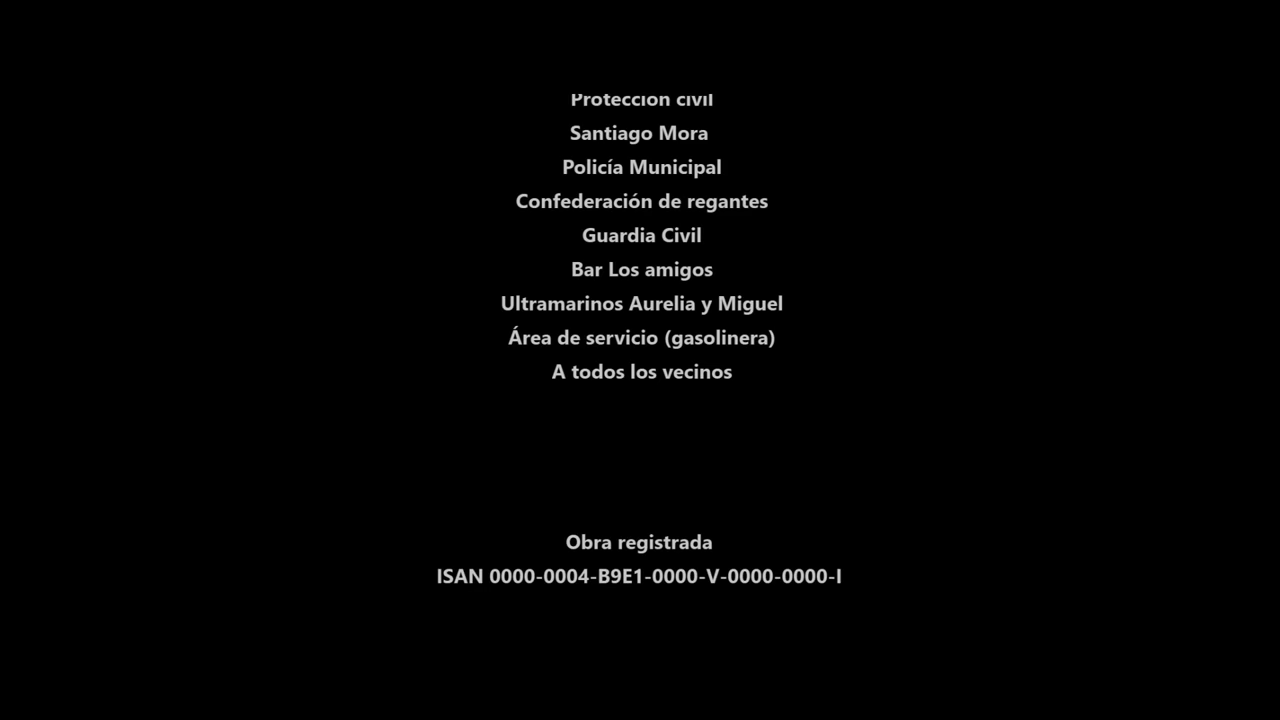 Protección civil
Santiago Mora
Policía Municipal
Confederación de regantes
Guardia Civil
Bar Los amigos
Ultramarinos Aurelia y Miguel
Área de servicio (gasolinera)
A todos los vecinos
Obra registrada
ISAN 0000-0004-B9E1-0000-V-0000-0000-I